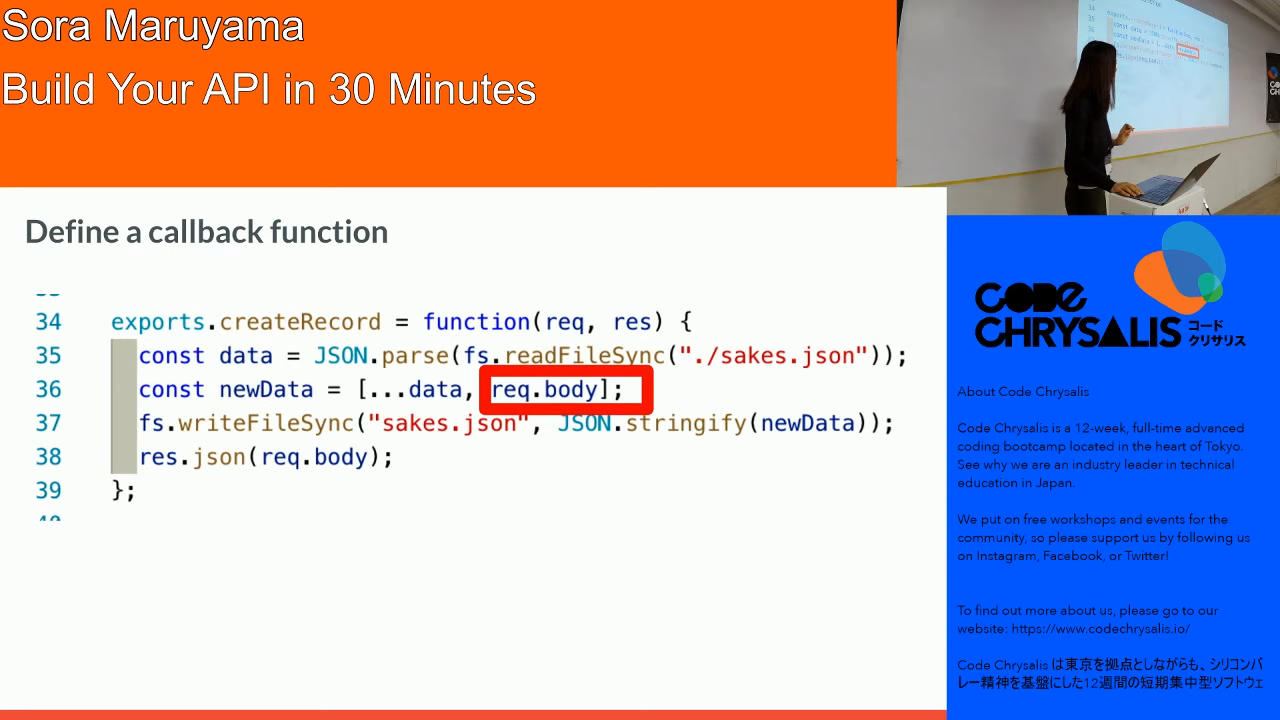 Sora Maruyama
Build Your API in 30 Minutes
Define a callback function
34 exports.createRecord = function(req, res) {
35 const data = JSON.parse(fs.readFileSync("./sakes.json"));
36 const newData = [...data, req.body];
37 fs.writeFileSync("sakes.json", JSON.stringify(newData));
38 res.json(req.body);
39 };
CODE
CHRYSALIS
コード
クリサリス
About Code Chrysalis
Code Chrysalis is a 12-week, full-time advanced
coding bootcamp located in the heart of Tokyo.
See why we are an industry leader in technical
education in Japan.
We put on free workshops and events for the
community, so please support us by following us
on Instagram, Facebook, or Twitter!
To find out more about us, please go to our
website: https://www.codechrysalis.io/
Code Chrysalis は東京を拠点としながらも、シリコンバ
レー精神を基盤にした12週間の短期集中型ソフトウェ